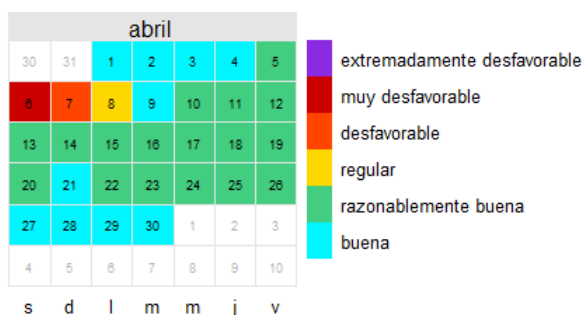 abril
30 31 1 2 3 4 5
6 7 8 9 10 11 12
13 14 15 16 17 18 19
20 21 22 23 24 25 26
27 28 29 30 1 2 3
4 5 6 7 8 9 10
s d l m m j v
extremadamente desfavorable
muy desfavorable
desfavorable
regular
razonablemente buena
buena